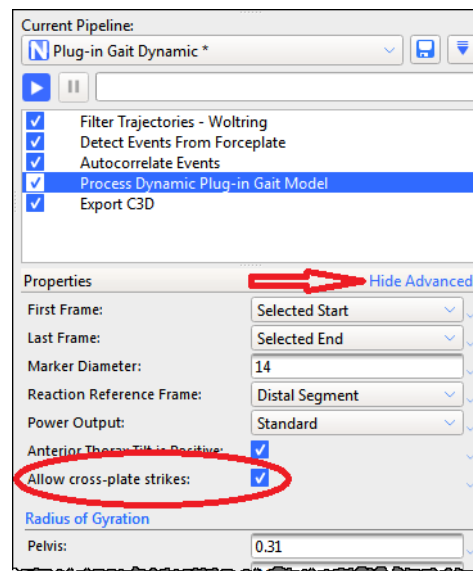 Current Pipeline:
Plug-in Gait Dynamic *
Filter Trajectories - Woltring
Detect Events From Forceplate
Autocorrelate Events
Process Dynamic Plug-in Gait Model
Export C3D
Properties Hide Advanced
First Frame: Selected Start
Last Frame: Selected End
Marker Diameter: 14
Reaction Reference Frame: Distal Segment
Power Output: Standard
Anterior Thorax Tilt is Positive:
Allow cross-plate strikes:
Radius of Gyration
Pelvis: 0.31